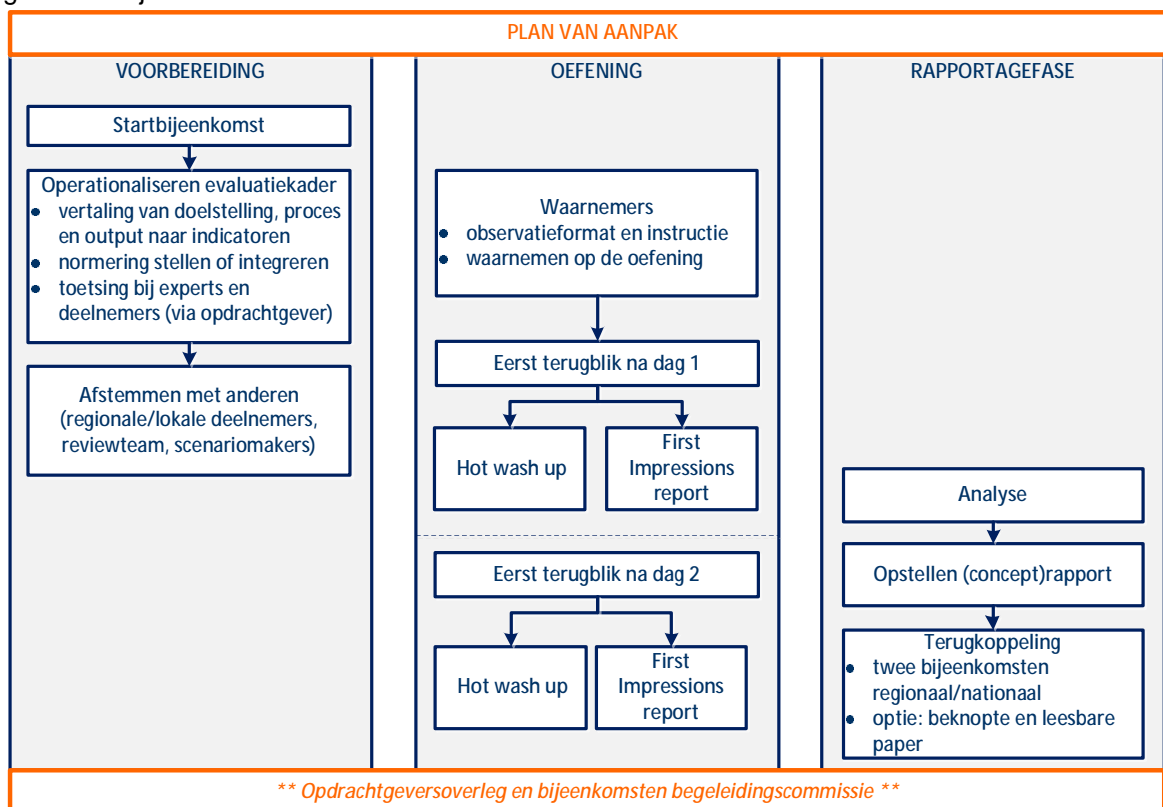 PLAN VAN AANPAK
VOORBEREIDING
Startbijeenkomst
Operationaliseren evaluatiekader
• vertaling van doelstelling, proces
en output naar indicatoren
• normering stellen of integreren
• toetsing bij experts en
deelnemers (via opdrachtgever)
Afstemmen met anderen
(regionale/lokale deelnemers,
reviewteam, scenariomakers)
OEFENING
Waarnemers
• observatieformat en instructie
• waarnemen op de oefening
Eerst terugblik na dag 1
Hot wash up
First
Impressions
report
Eerst terugblik na dag 2
Hot wash up
First
Impressions
report
RAPPORTAGEFASE
Analyse
Opstellen (concept)rapport
Terugkoppeling
• twee bijeenkomsten
regionaal/nationaal
• optie: beknopte en leesbare
paper
** Opdrachtgeversoverleg en bijeenkomsten begeleidingscommissie **